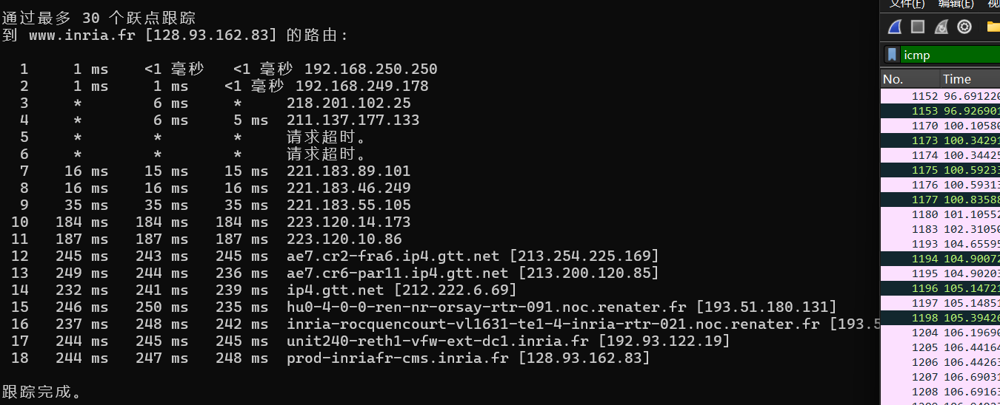 通过最多 30 个跃点跟踪
到 www.inria.fr [128.93.162.83] 的路由:
1 1 ms <1 毫秒 <1 毫秒 192.168.250.250
2 1 ms 1 ms <1 毫秒 192.168.249.178
3 * 6 ms * 218.201.102.25
4 * 6 ms 5 ms 211.137.177.133
5 * * * 请求超时。
6 * * * 请求超时。
7 16 ms 15 ms 15 ms 221.183.89.101
8 16 ms 16 ms 16 ms 221.183.46.249
9 35 ms 35 ms 35 ms 221.183.55.105
10 184 ms 184 ms 184 ms 223.120.14.173
11 187 ms 187 ms 187 ms 223.120.10.86
12 245 ms 243 ms 245 ms ae7.cr2-fra6.ip4.gtt.net [213.254.225.169]
13 249 ms 244 ms 236 ms ae7.cr6-par11.ip4.gtt.net [213.200.120.85]
14 232 ms 241 ms 239 ms ip4.gtt.net [212.222.6.69]
15 246 ms 250 ms 235 ms hu0-4-0-0-ren-nr-orsay-rtr-091.noc.renater.fr [193.51.180.131]
16 237 ms 248 ms 242 ms inria-rocquencourt-vl1631-te1-4-inria-rtr-021.noc.renater.fr [193.5
17 244 ms 245 ms 245 ms unit240-reth1-vfw-ext-dc1.inria.fr [192.93.122.19]
18 244 ms 247 ms 248 ms prod-inriafr-cms.inria.fr [128.93.162.83]
跟踪完成。
文件(F) 编辑(E)
icmp
No. Time
1152 96.691220
1153 96.926901
1170 100.10580
1173 100.34291
1174 100.34425
1175 100.59233
1176 100.59313
1177 100.83588
1180 101.10552
1183 102.31050
1193 104.65595
1194 104.90072
1195 104.90203
1196 105.14721
1197 105.14851
1198 105.39426
1204 106.19690
1205 106.44164
1206 106.44263
1207 106.69031
1208 106.69163